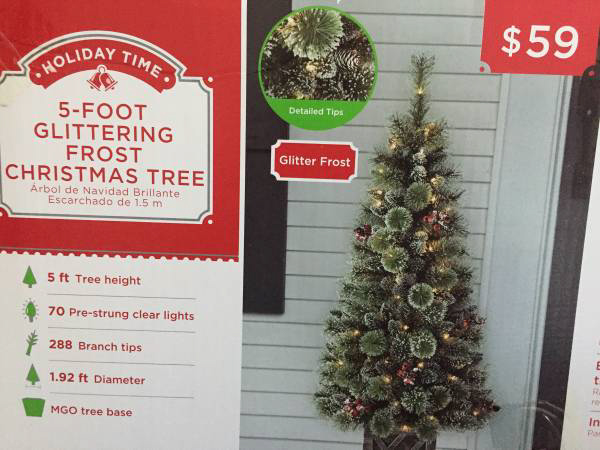 HOLIDAY TIME
5-FOOT
GLITTERING
FROST
CHRISTMAS TREE
Árbol de Navidad Brillante
Escarchado de 1.5 m
5 ft Tree height
70 Pre-strung clear lights
288 Branch tips
1.92 ft Diameter
MGO tree base
Detailed Tips
Glitter Frost
$59